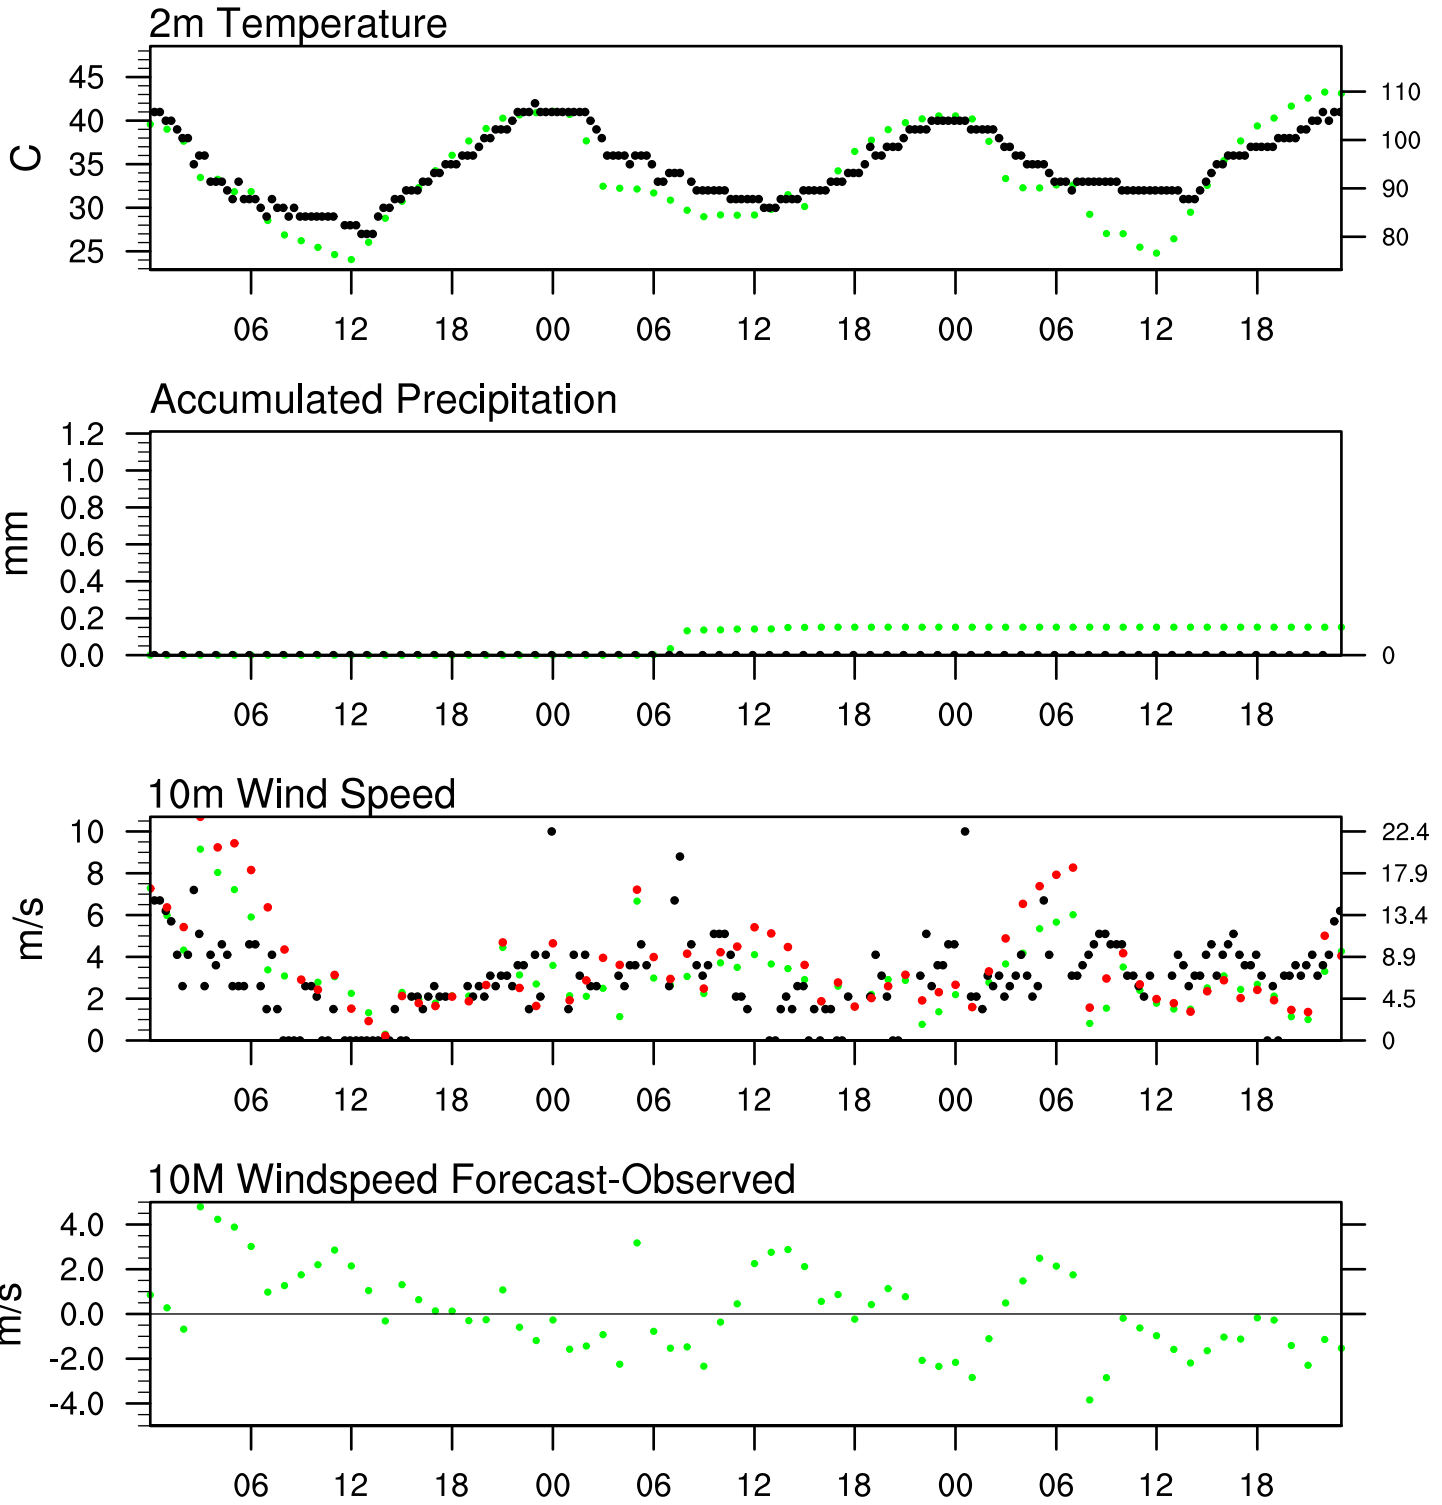 2m Temperature
45
40
35
30
25
C
110
100
90
80
06 12 18 00 06 12 18 00 06 12 18
Accumulated Precipitation
1.2
1.0
0.8
0.6
0.4
0.2
0.0
mm
0
06 12 18 00 06 12 18 00 06 12 18
10m Wind Speed
10
8
6
4
2
0
m/s
22.4
17.9
13.4
8.9
4.5
0
06 12 18 00 06 12 18 00 06 12 18
10M Windspeed Forecast-Observed
4.0
2.0
0.0
-2.0
-4.0
m/s
06 12 18 00 06 12 18 00 06 12 18